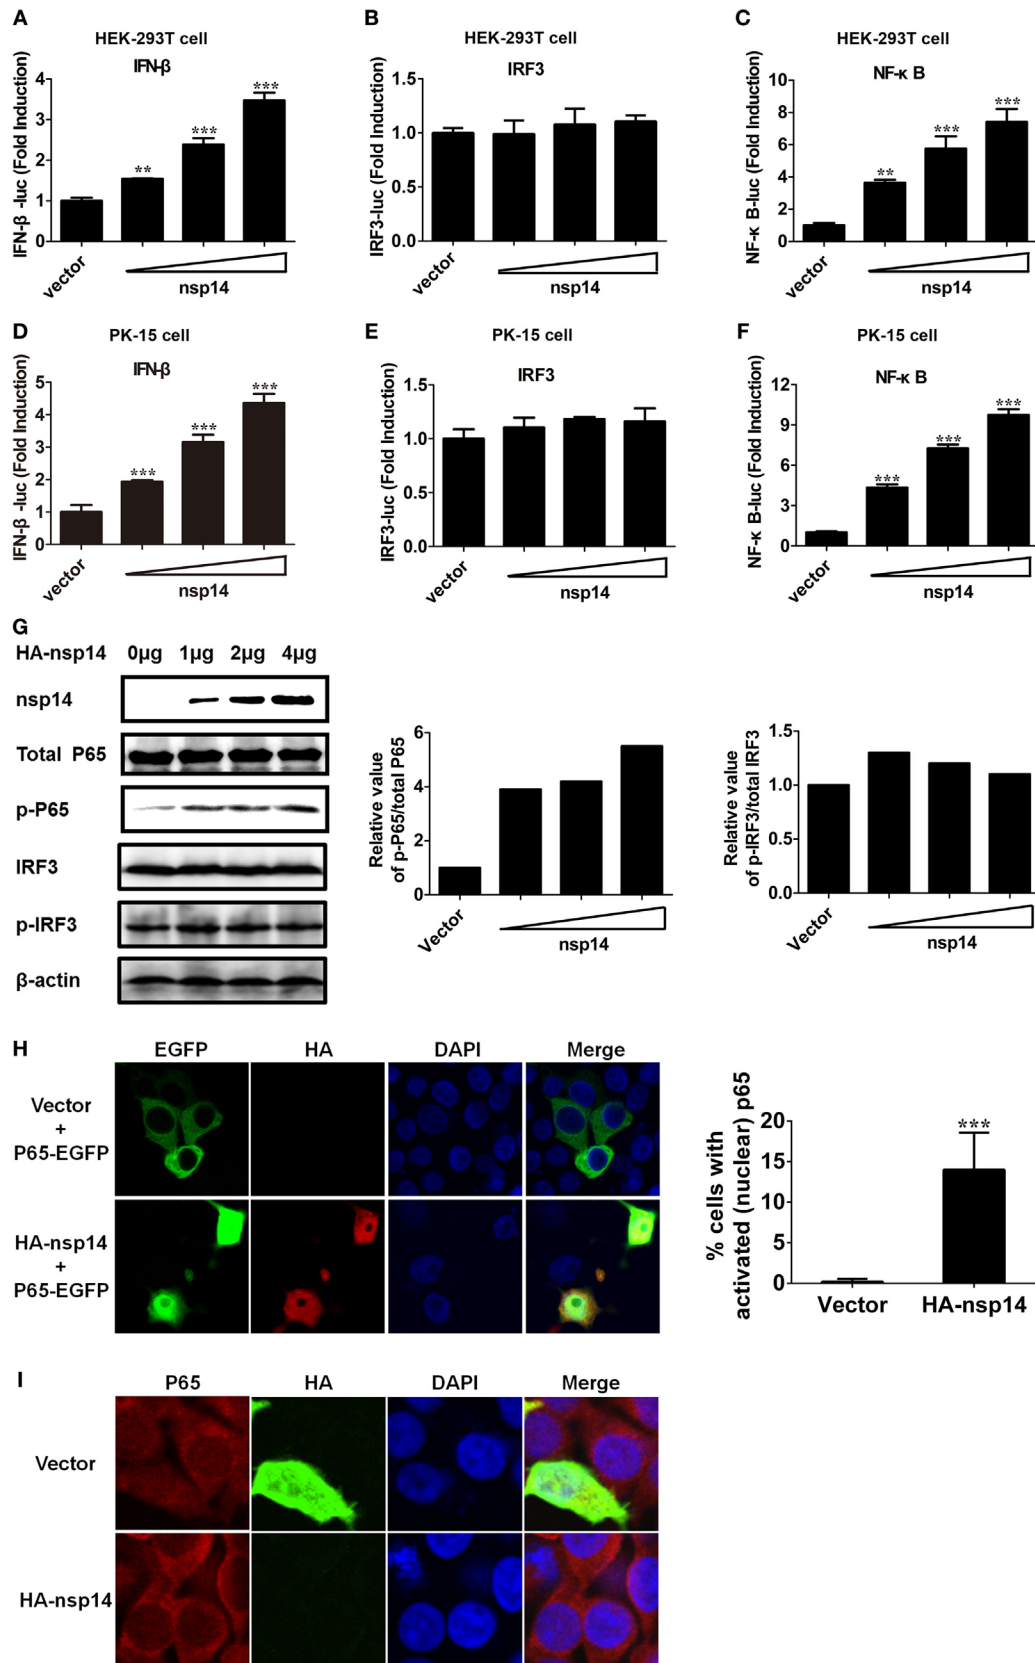 A
HEK-293T cell
IFN-β
IFN-β -luc (Fold Induction)
4
3
2
1
0
**
***
***
vector
nsp14
B
HEK-293T cell
IRF3
IRF3-luc (Fold Induction)
1.5
1.0
0.5
0.0
vector
nsp14
C
HEK-293T cell
NF-κ B
NF-κ B-luc (Fold Induction)
10
8
6
4
2
0
**
***
***
vector
nsp14
D
PK-15 cell
IFN-β
IFN-β -luc (Fold Induction)
5
4
3
2
1
0
***
***
***
vector
nsp14
E
PK-15 cell
IRF3
IRF3-luc (Fold Induction)
1.5
1.0
0.5
0.0
vector
nsp14
F
PK-15 cell
NF-κ B
NF-κ B-luc (Fold Induction)
12
9
6
3
0
***
***
***
vector
nsp14
G
HA-nsp14 0μg 1μg 2μg 4μg
nsp14
Total P65
p-P65
IRF3
p-IRF3
β-actin
Relative value
of p-P65/total P65
6
4
2
0
Vector
nsp14
Relative value
of p-IRF3/total IRF3
1.5
1.0
0.5
0.0
Vector
nsp14
H
EGFP HA DAPI Merge
Vector
+
P65-EGFP
HA-nsp14
+
P65-EGFP
% cells with
activated (nuclear) p65
20
15
10
5
0
***
Vector HA-nsp14
I
P65 HA DAPI Merge
Vector
HA-nsp14